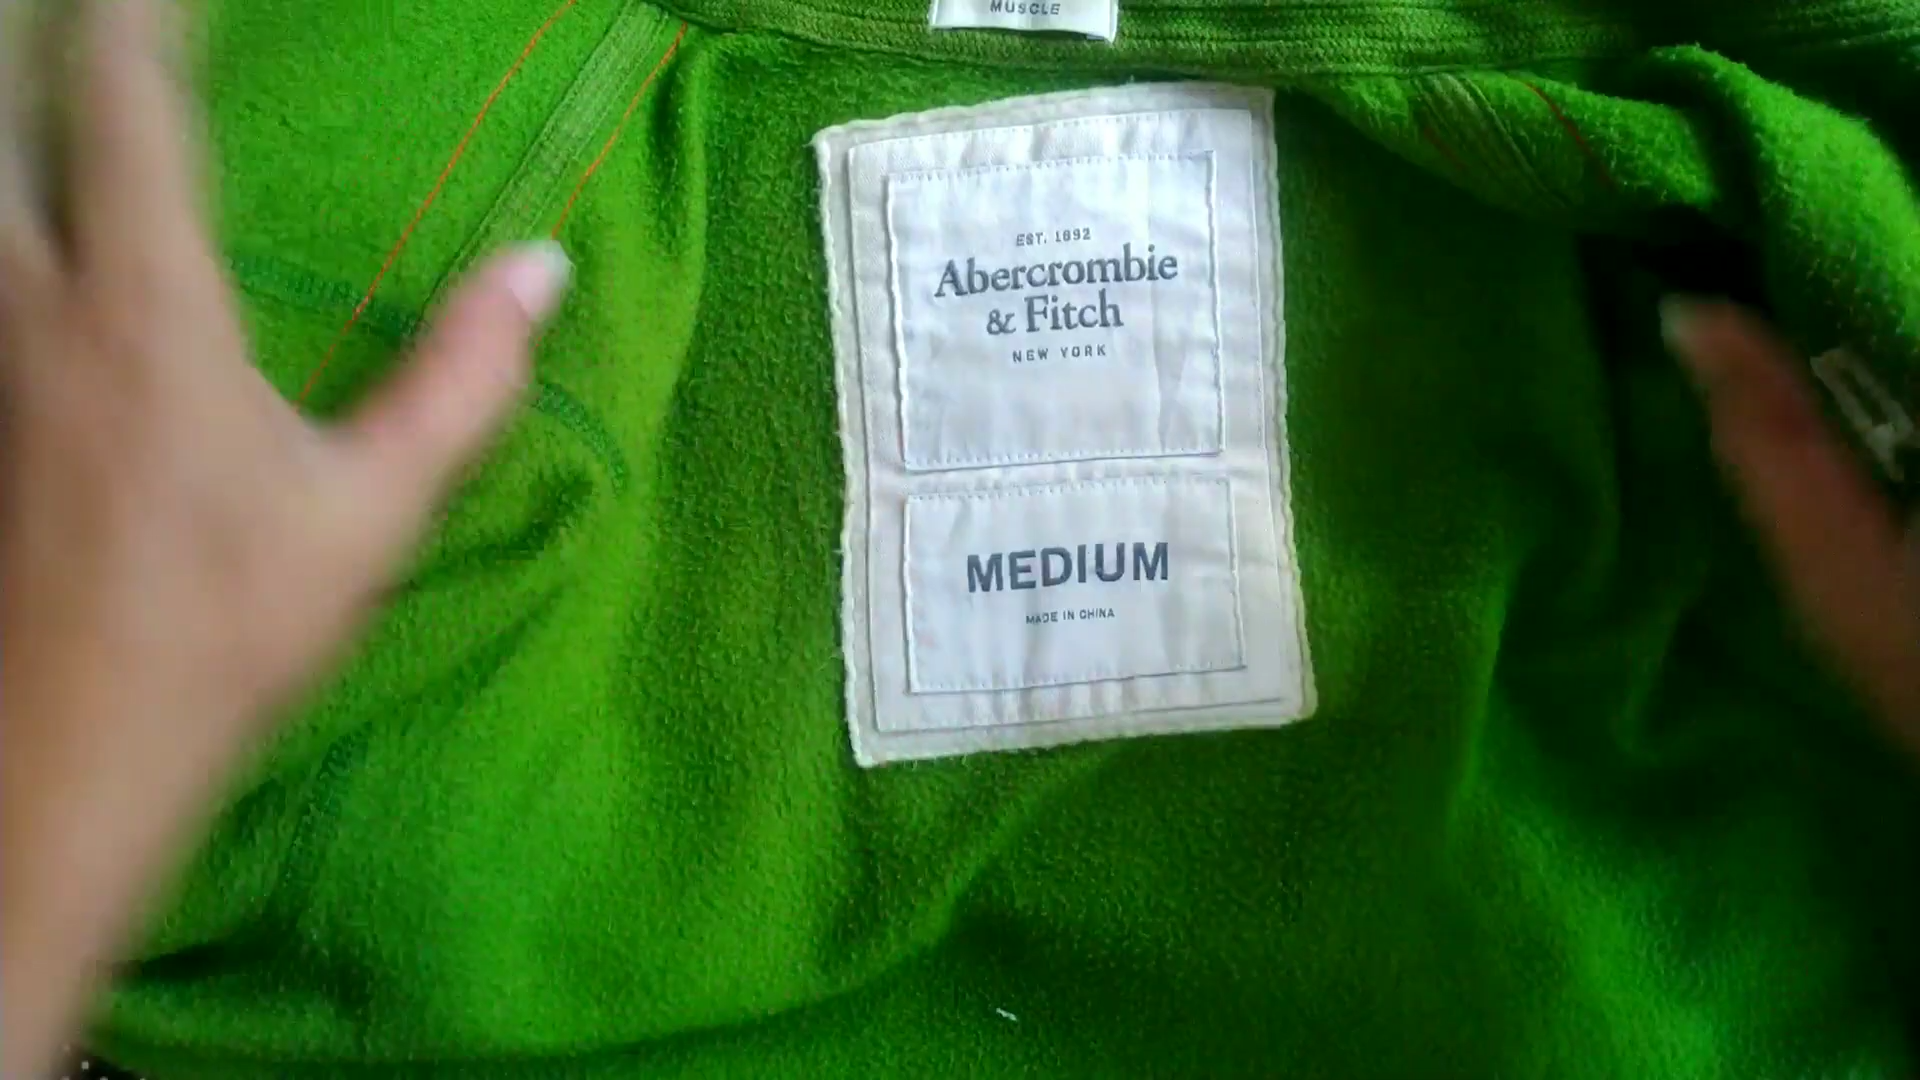 MUSCLE
EST. 1892
Abercrombie
& Fitch
NEW YORK
MEDIUM
MADE IN CHINA